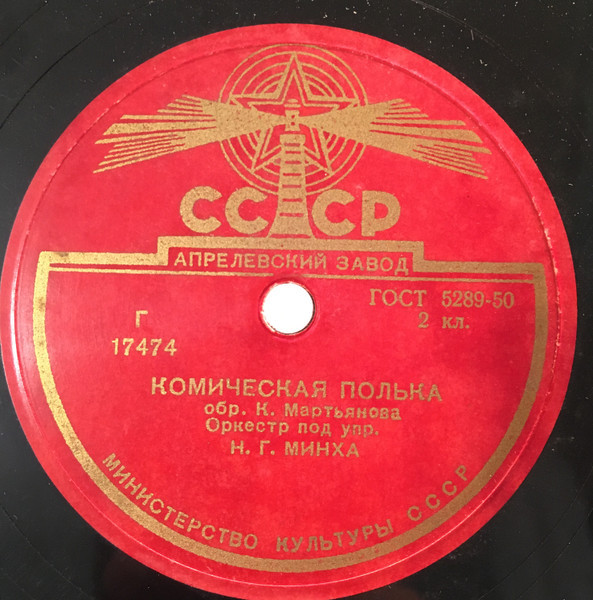 СССР
АПРЕЛЕВСКИЙ ЗАВОД
ГОСТ 5289-50
2 кл.
Г
17474
КОМИЧЕСКАЯ ПОЛЬКА
обр. К. Мартьянова
Оркестр под упр.
Н. Г. МИНХА
МИНИСТЕРСТВО КУЛЬТУРЫ СССР